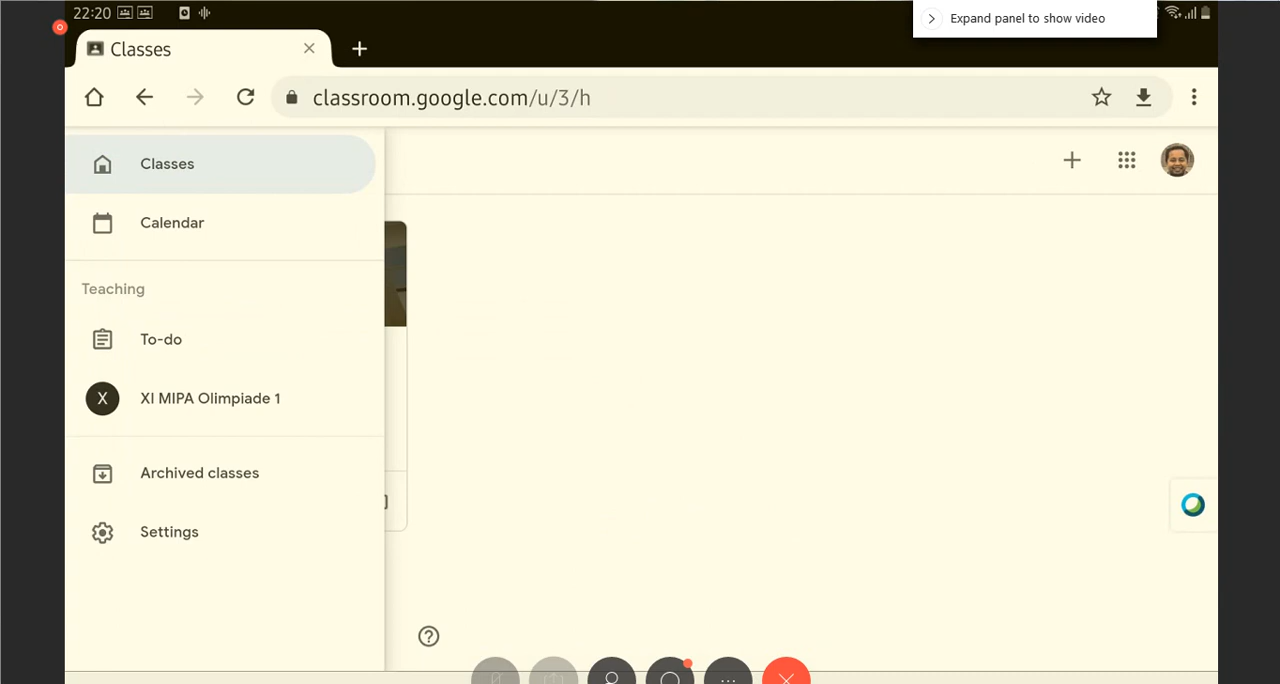 22:20
Expand panel to show video
Classes
classroom.google.com/u/3/h
Classes
Calendar
Teaching
To-do
X XI MIPA Olimpiade 1
Archived classes
Settings